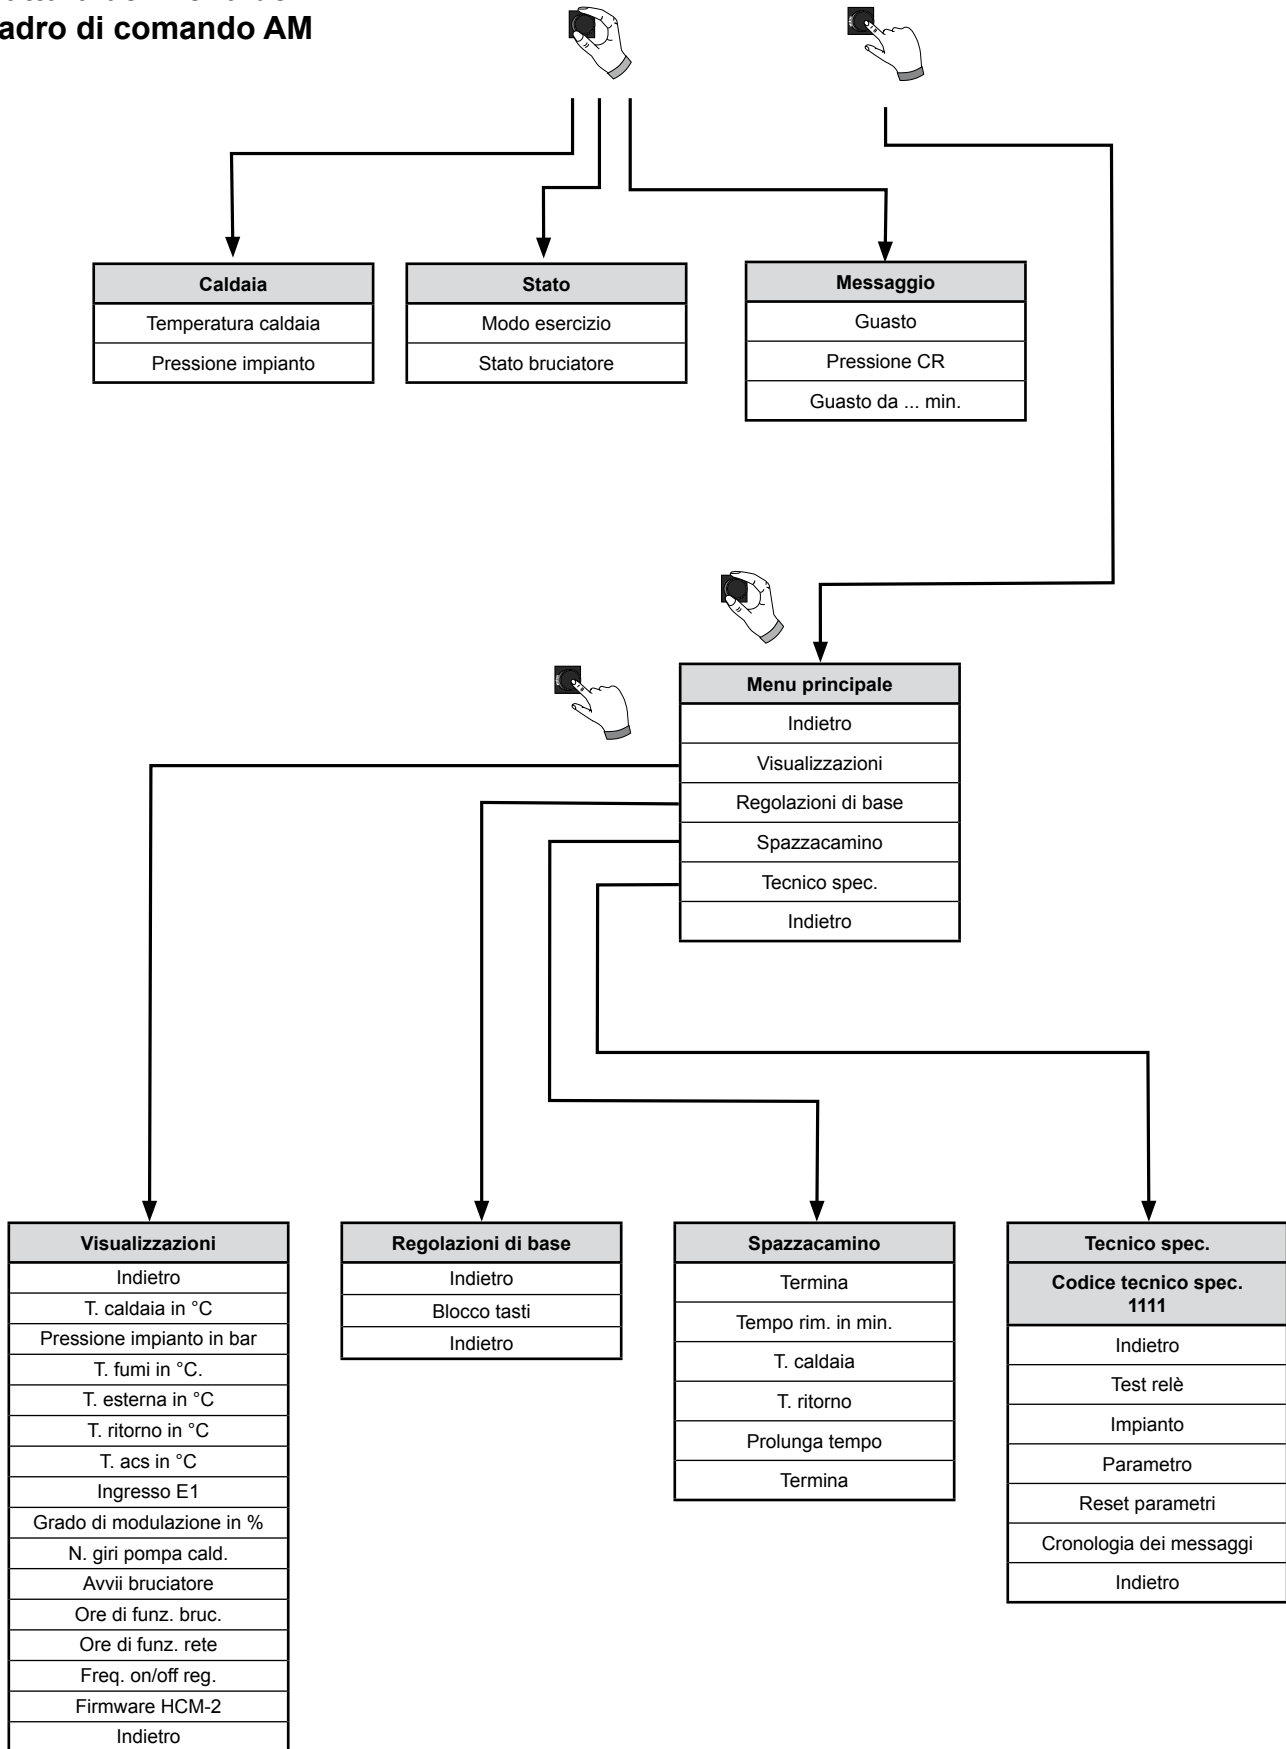 adro di comando AM
Caldaia
Temperatura caldaia
Pressione impianto
Stato
Modo esercizio
Stato bruciatore
Messaggio
Guasto
Pressione CR
Guasto da ... min.
Menu principale
Indietro
Visualizzazioni
Regolazioni di base
Spazzacamino
Tecnico spec.
Indietro
Visualizzazioni
Indietro
T. caldaia in °C
Pressione impianto in bar
T. fumi in °C.
T. esterna in °C
T. ritorno in °C
T. acs in °C
Ingresso E1
Grado di modulazione in %
N. giri pompa cald.
Avvii bruciatore
Ore di funz. bruc.
Ore di funz. rete
Freq. on/off reg.
Firmware HCM-2
Indietro
Regolazioni di base
Indietro
Blocco tasti
Indietro
Spazzacamino
Termina
Tempo rim. in min.
T. caldaia
T. ritorno
Prolunga tempo
Termina
Tecnico spec.
Codice tecnico spec.
1111
Indietro
Test relè
Impianto
Parametro
Reset parametri
Cronologia dei messaggi
Indietro